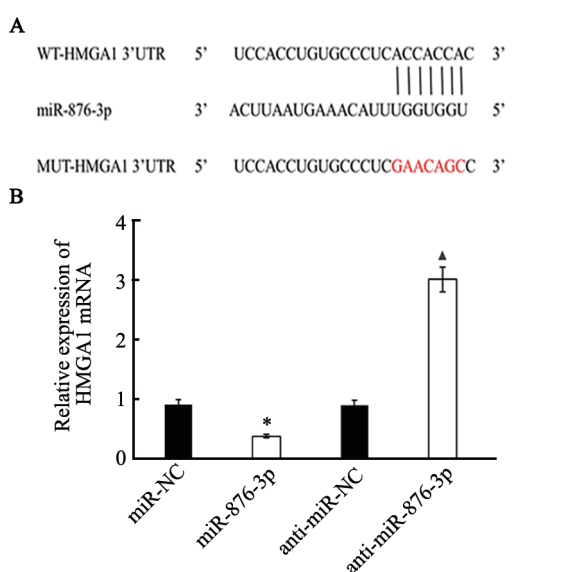 A
WT-HMGA1 3’UTR 5’ UCCACCUGUGCCCUCACCACCAC 3’
miR-876-3p 3’ ACUUAAUGAAACAUUUGGUGGU 5’
MUT-HMGA1 3’UTR 5’ UCCACCUGUGCCCUCGAACAGCC 3’
B
Relative expression of
HMGA1 mRNA
4
3
2
1
0
*
▲
miR-NC
miR-876-3p
anti-miR-NC
anti-miR-876-3p